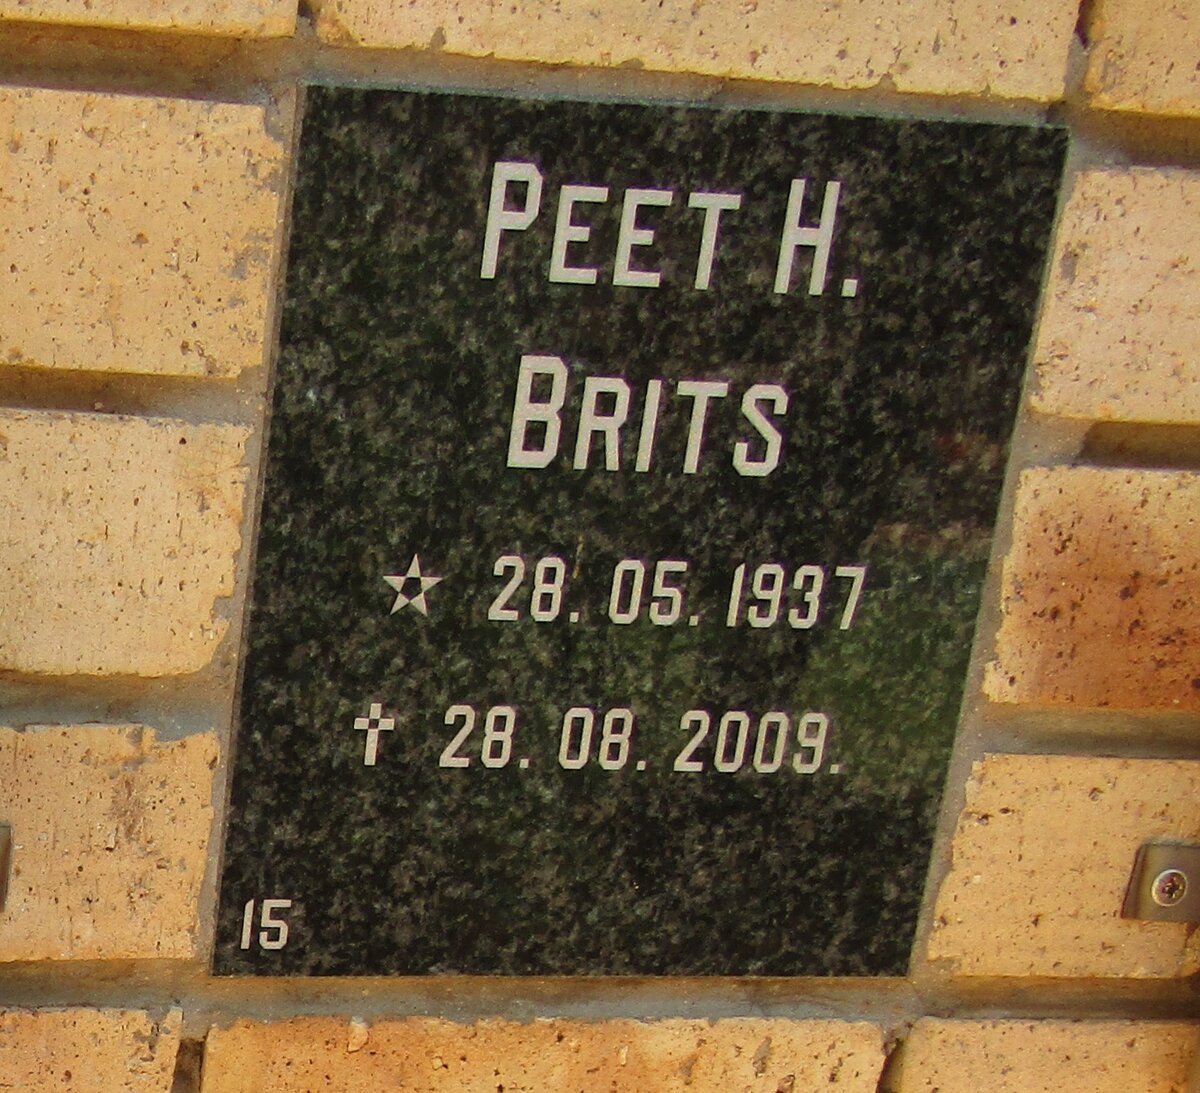 PEET H.
BRITS
☆ 28. 05. 1937
✝ 28. 08. 2009.
15